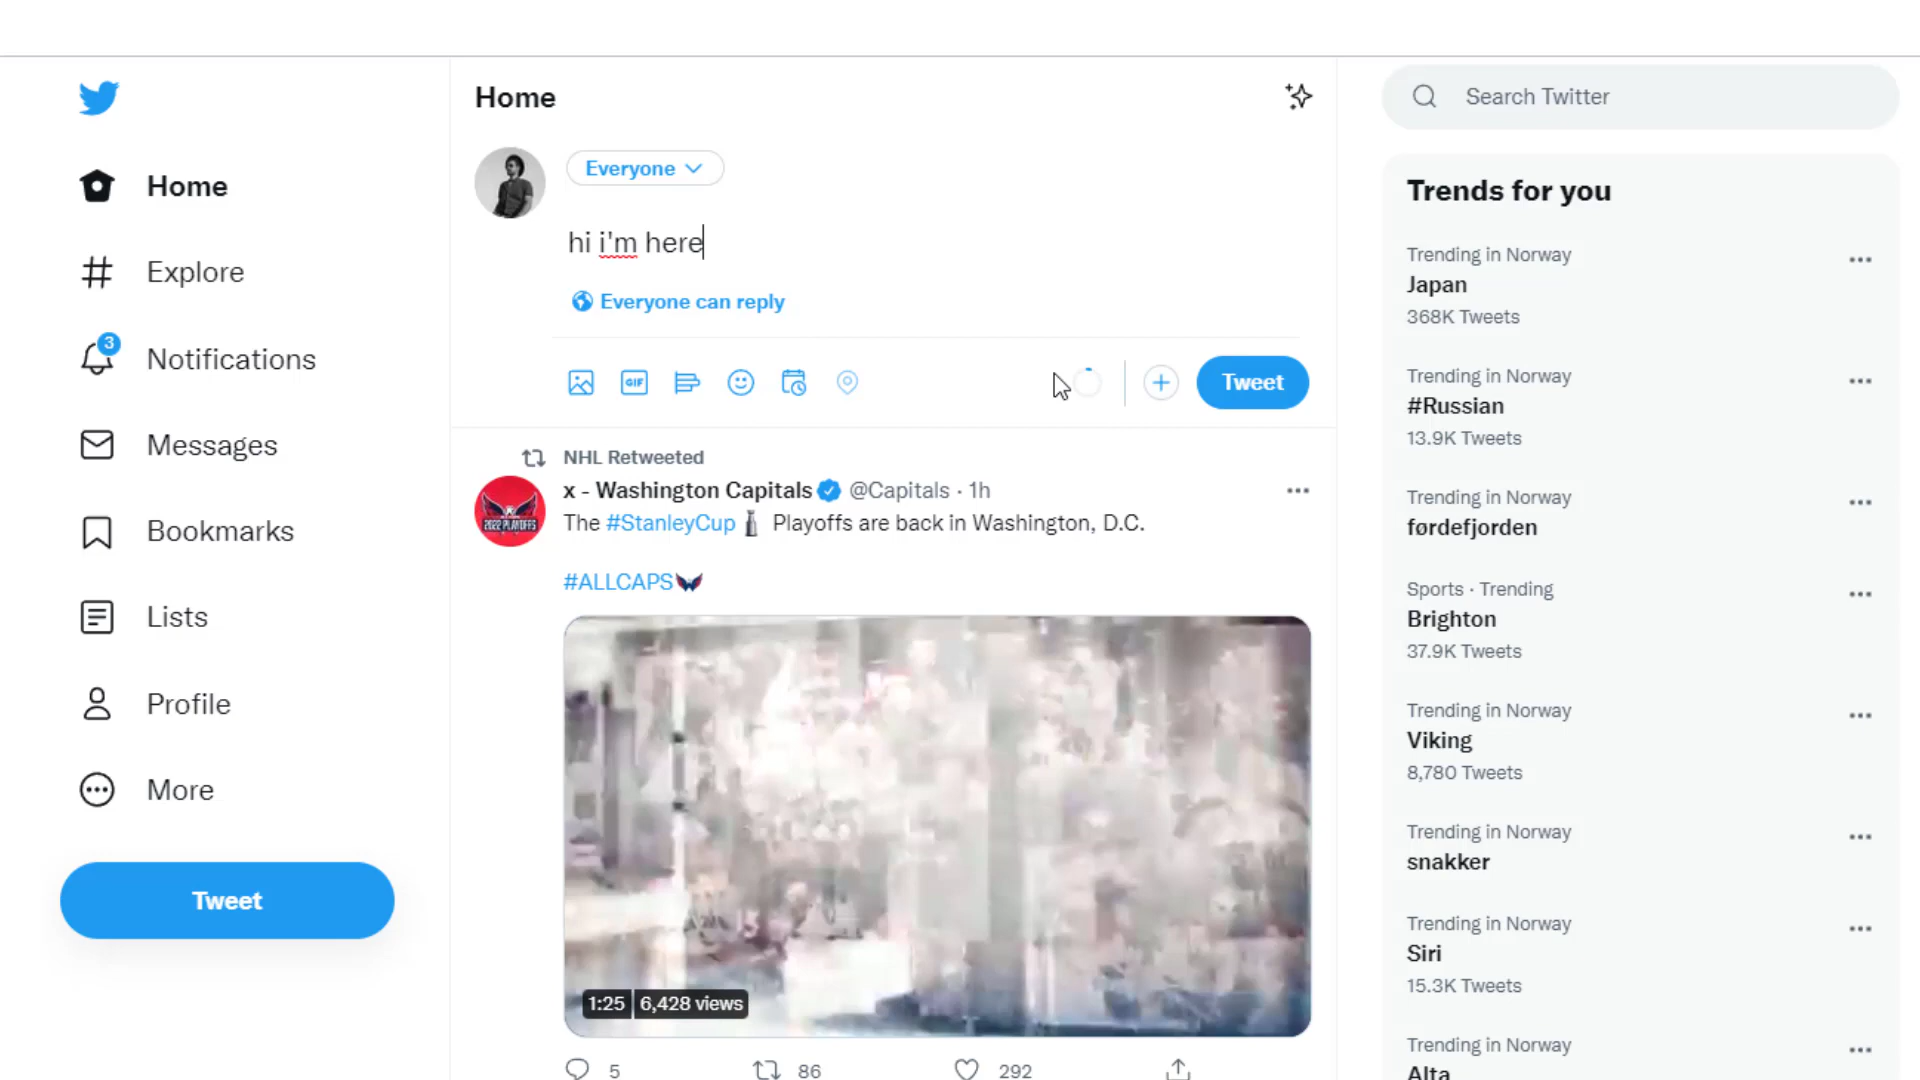 Home
Explore
3
Notifications
Messages
Bookmarks
Lists
Profile
More
Tweet
Home
Everyone
hi i'm here
Everyone can reply
GIF
Tweet
NHL Retweeted
x - Washington Capitals @Capitals · 1h
2022 PLAYOFFS
The #StanleyCup Playoffs are back in Washington, D.C.
#ALLCAPS
1:25 6,428 views
5 86 292
Search Twitter
Trends for you
Trending in Norway
Japan
368K Tweets
Trending in Norway
#Russian
13.9K Tweets
Trending in Norway
førdefjorden
Sports · Trending
Brighton
37.9K Tweets
Trending in Norway
Viking
8,780 Tweets
Trending in Norway
snakker
Trending in Norway
Siri
15.3K Tweets
Trending in Norway
Alta